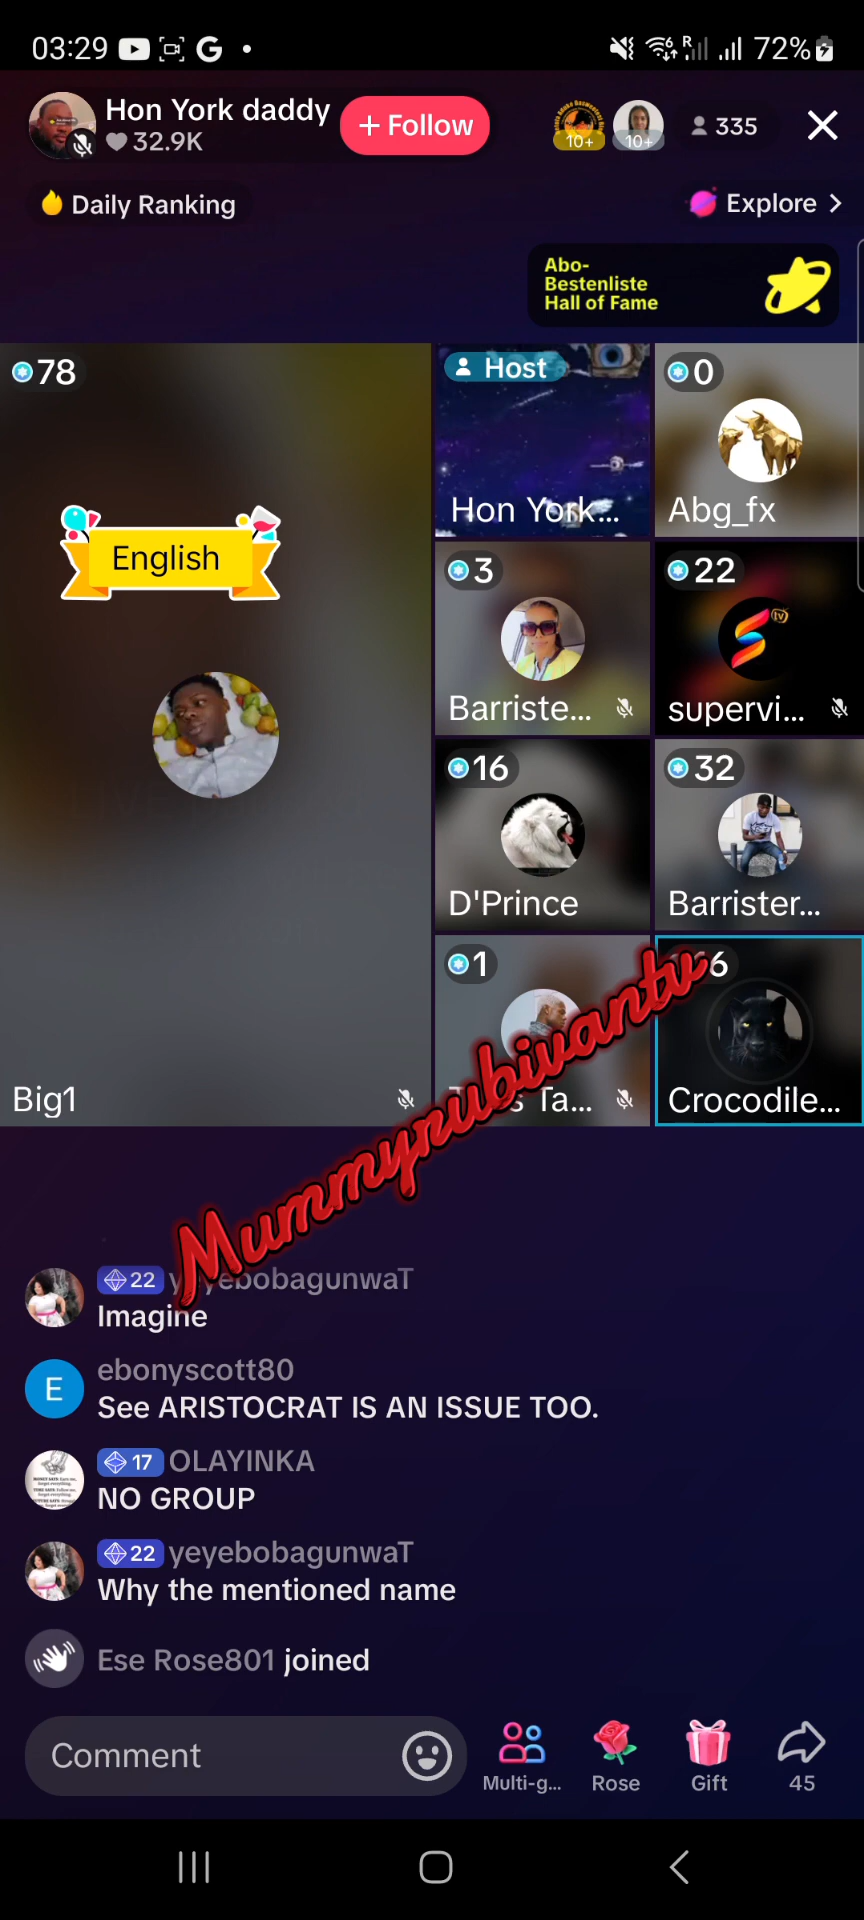 03:29
72%
Hon York daddy
+ Follow
32.9K
10+
10+
335
Daily Ranking
Explore
Abo-
Bestenliste
Hall of Fame
78
English
Big1
Host
Hon York...
0
Abg_fx
3
Barriste...
22
tv
supervi...
16
D'Prince
32
Barrister...
1
Ta...
Crocodile...
Mummyrubivantv
22
Imagine
ebonyscott80
See ARISTOCRAT IS AN ISSUE TOO.
17 OLAYINKA
NO GROUP
22 yeyebobagunwaT
Why the mentioned name
Ese Rose801 joined
Comment
Multi-g...
Rose
Gift
45